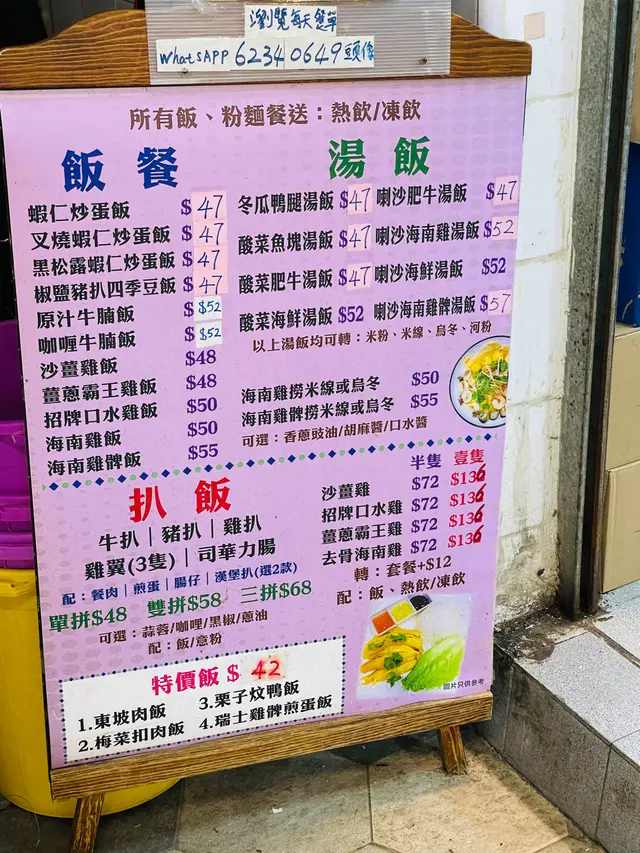 瀏覽每天餐單
WhatsAPP 6234 0649 頭像
所有飯、粉麵餐送：熱飲/凍飲
飯餐
蝦仁炒蛋飯 $47
叉燒蝦仁炒蛋飯 $47
黑松露蝦仁炒蛋飯 $47
椒鹽豬扒四季豆飯 $47
原汁牛腩飯 $ $52
咖喱牛腩飯 $ $52
沙薑雞飯 $48
薑蔥霸王雞飯 $48
招牌口水雞飯 $50
海南雞飯 $50
海南雞髀飯 $55
湯飯
冬瓜鴨腿湯飯 $47 喇沙肥牛湯飯 $47
酸菜魚塊湯飯 $47 喇沙海南雞湯飯 $52
酸菜肥牛湯飯 $47 喇沙海鮮湯飯 $52
酸菜海鮮湯飯 $52 喇沙海南雞髀湯飯 $57
以上湯飯均可轉：米粉、米線、烏冬、河粉
海南雞撈米線或烏冬 $50
海南雞髀撈米線或烏冬 $55
可選：香蔥豉油/胡麻醬/口水醬
扒飯
牛扒｜豬扒｜雞扒
雞翼(3隻)｜司華力腸
配：餐肉｜煎蛋｜腸仔｜漢堡扒(選2款)
單拼$48 雙拼$58 三拼$68
可選：蒜蓉/咖哩/黑椒/蔥油
配：飯/意粉
半隻 壹隻
沙薑雞 $72 $136
招牌口水雞 $72 $136
薑蔥霸王雞 $72 $136
去骨海南雞 $72 $136
轉：套餐+$12
配：飯、熱飲/凍飲
圖片只供參考
特價飯 $ 42
1.東坡肉飯 3.栗子炆鴨飯
2.梅菜扣肉飯 4.瑞士雞髀煎蛋飯